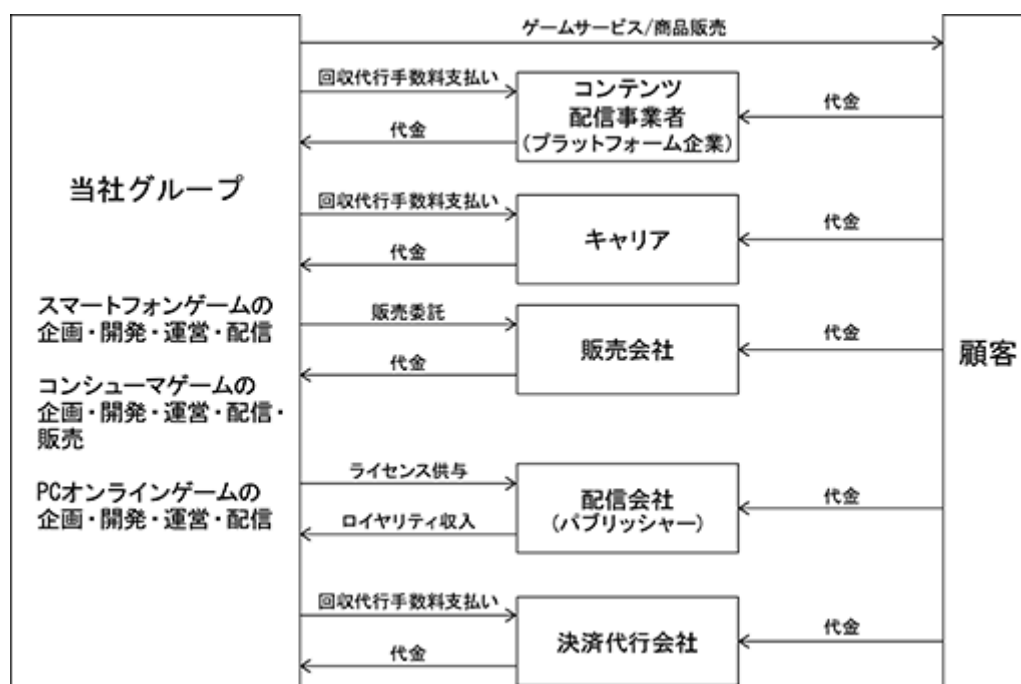 ゲームサービス/商品販売
当社グループ
スマートフォンゲームの
企画・開発・運営・配信
コンシューマゲームの
企画・開発・運営・配信・
販売
PCオンラインゲームの
企画・開発・運営・配信
回収代行手数料支払い
代金
コンテンツ
配信事業者
(プラットフォーム企業)
代金
回収代行手数料支払い
代金
キャリア
代金
販売委託
代金
販売会社
代金
ライセンス供与
ロイヤリティ収入
配信会社
(パブリッシャー)
代金
回収代行手数料支払い
代金
決済代行会社
代金
顧客